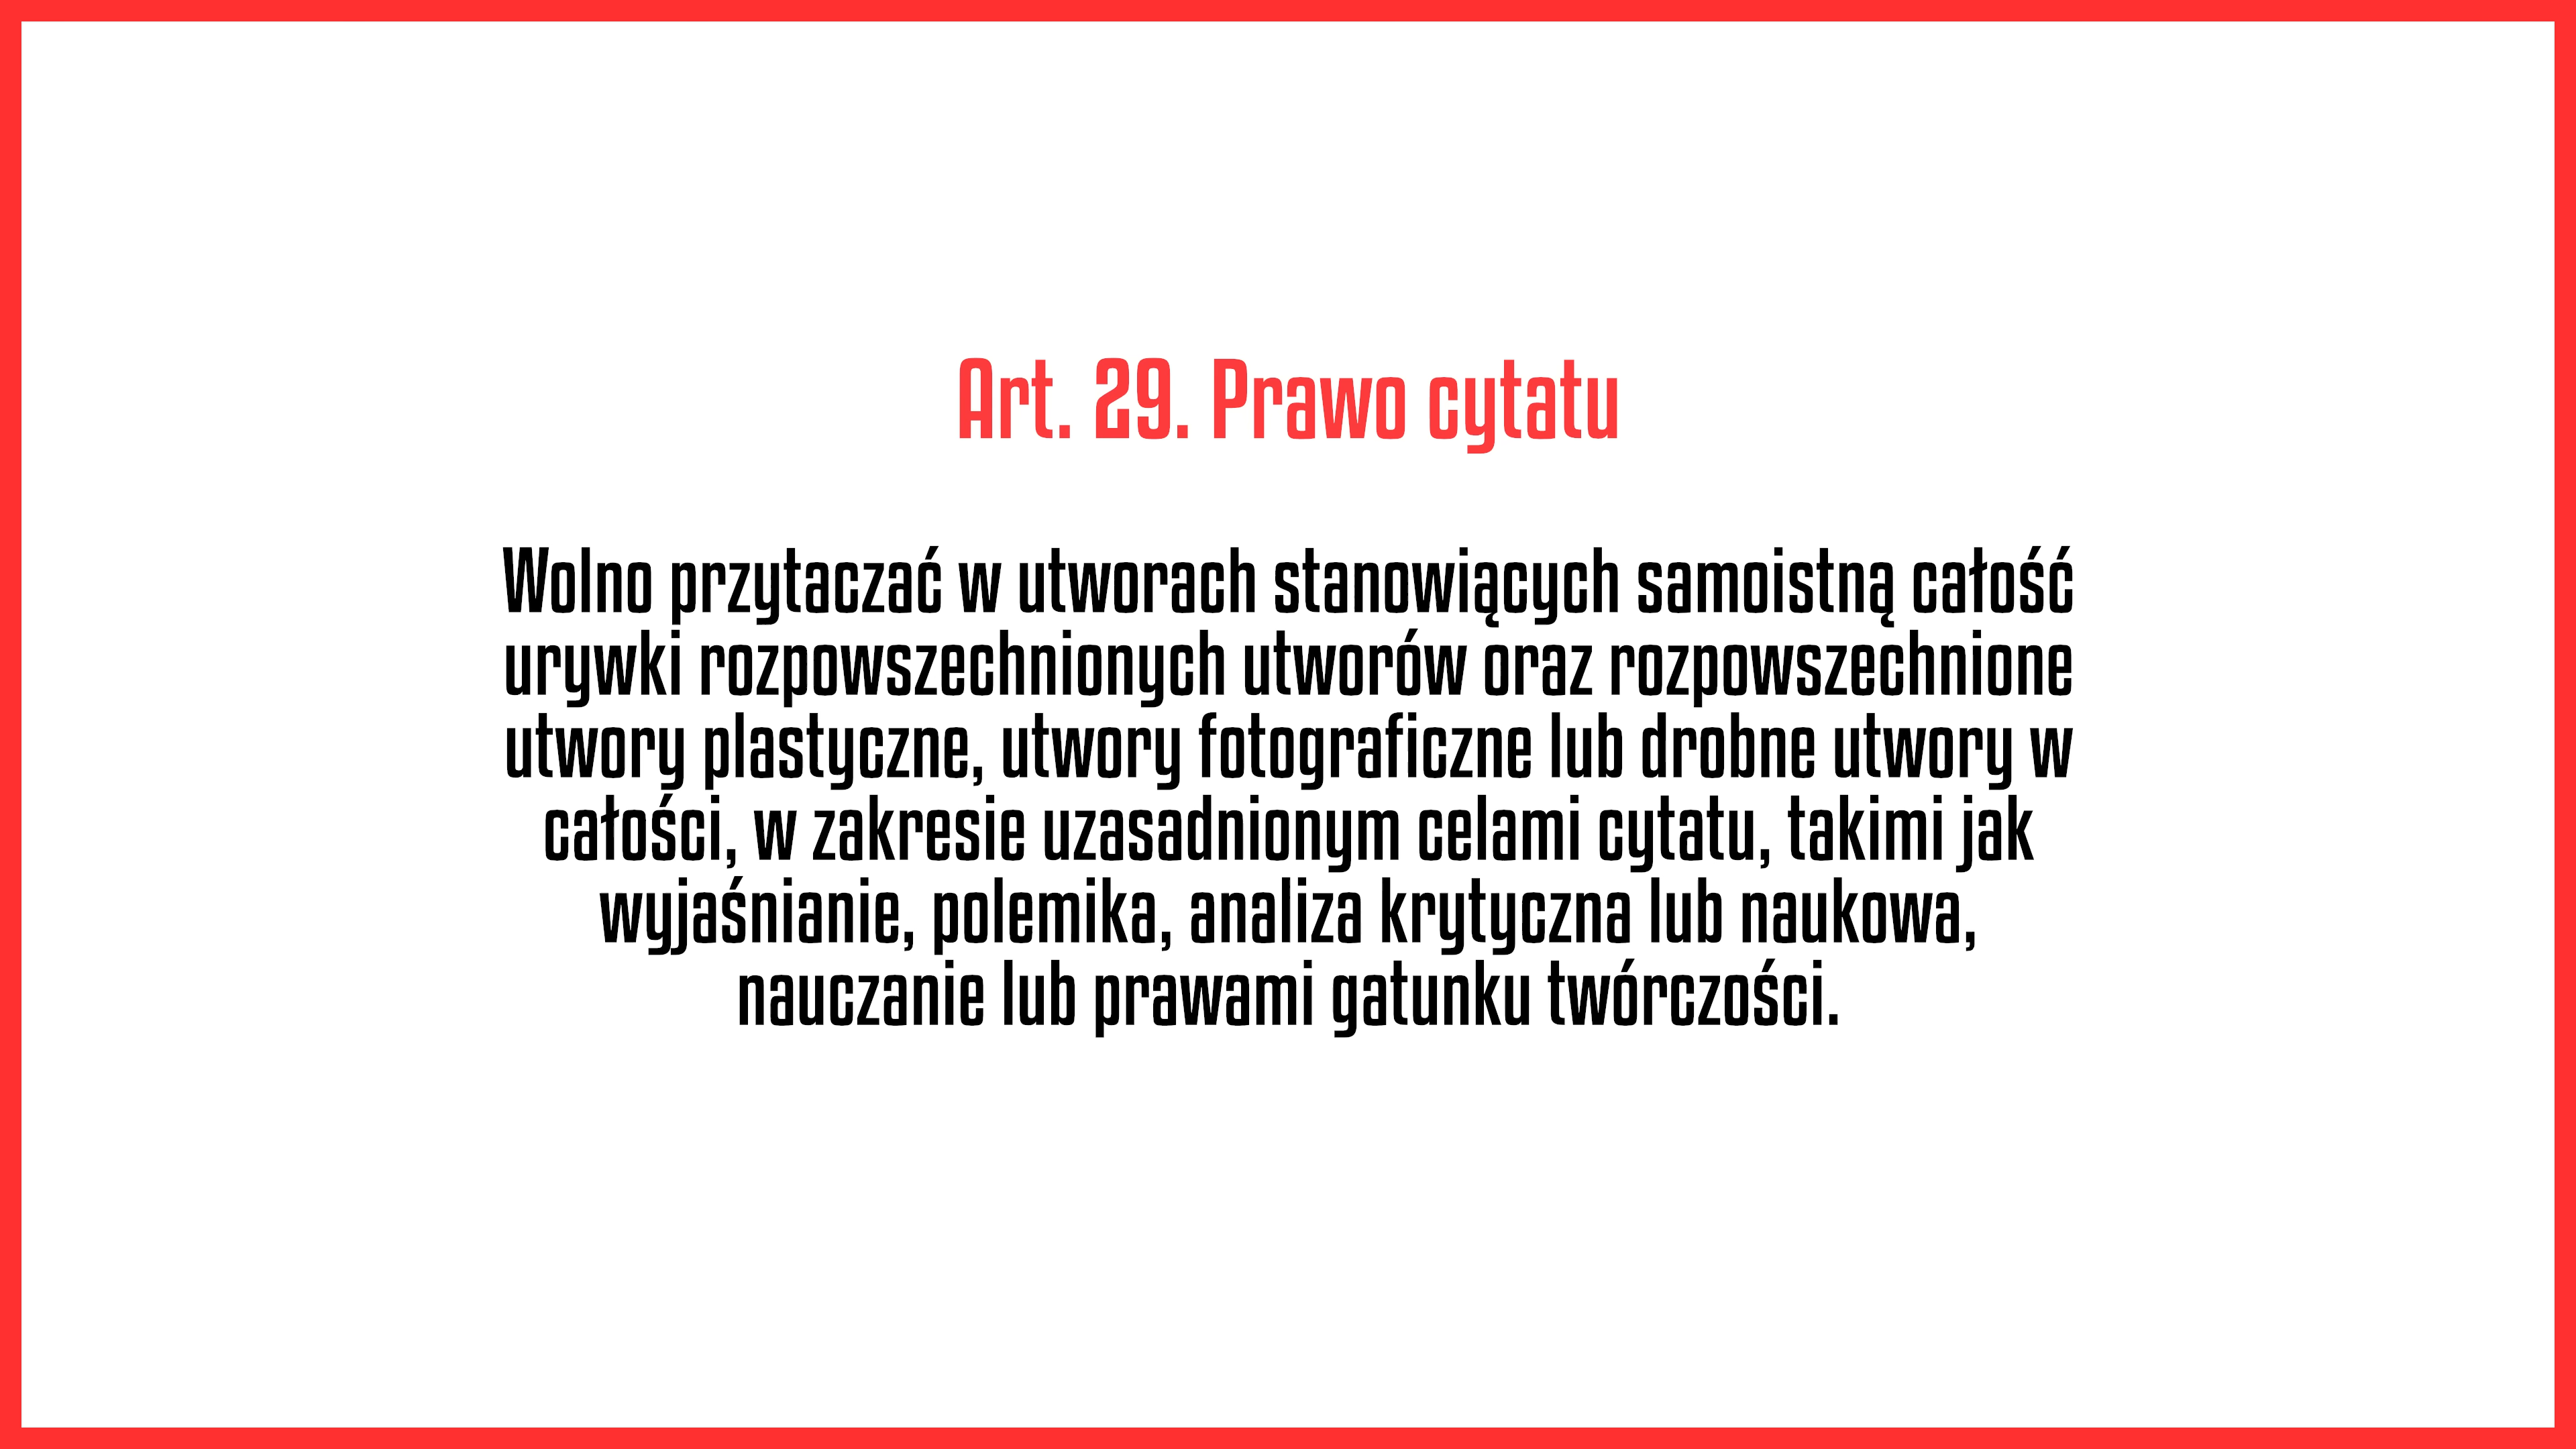 Art. 29. Prawo cytatu
Wolno przytaczać w utworach stanowiących samoistną całość
urywki rozpowszechnionych utworów oraz rozpowszechnione
utwory plastyczne, utwory fotograficzne lub drobne utwory w
całości, w zakresie uzasadnionym celami cytatu, takimi jak
wyjaśnianie, polemika, analiza krytyczna lub naukowa,
nauczanie lub prawami gatunku twórczości.